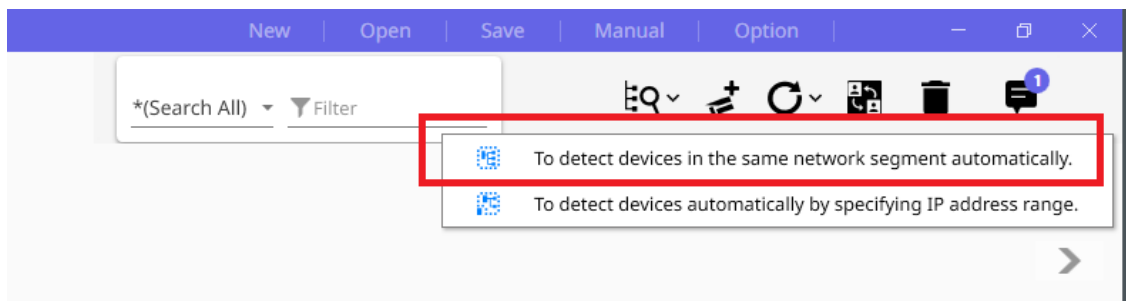 New Open Save Manual Option
*(Search All) Filter
1
To detect devices in the same network segment automatically.
To detect devices automatically by specifying IP address range.